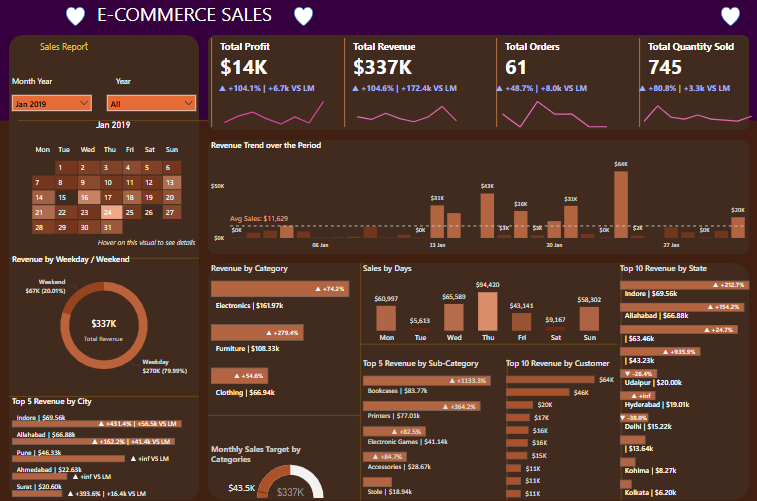 E-COMMERCE SALES
Sales Report
Month Year
Year
Jan 2019
All
Jan 2019
Mon Tue Wed Thu Fri Sat Sun
1 2 3 4 5 6
7 8 9 10 11 12 13
14 15 16 17 18 19 20
21 22 23 24 25 26 27
28 29 30 31
Hover on this visual to see details
Total Profit
$14K
▲ +104.1% | +6.7k VS LM
Total Revenue
$337K
▲ +104.6% | +172.4k VS LM
Total Orders
61
▲ +48.7% | +8.0k VS LM
Total Quantity Sold
745
▲ +80.8% | +3.3k VS LM
Revenue Trend over the Period
$50K
$0K
Avg Sales: $11,629
$0K
$0K
$0K
$31K
$43K
$3K
$26K
$3K
$31K
$0K
$64K
$2K
$0K
$0K
$20K
06 Jan
13 Jan
20 Jan
27 Jan
Revenue by Weekday / Weekend
Weekend
$67K (20.01%)
$337K
Total Revenue
Weekday
$270K (79.99%)
Top 5 Revenue by City
Indore | $69.56k
▲ +431.4% | +56.5k VS LM
Allahabad | $66.88k
▲ +162.2% | +41.4k VS LM
Pune | $46.33k
▲ +inf VS LM
Ahmedabad | $22.63k
▲ +inf VS LM
Surat | $20.60k
▲ +393.6% | +16.4k VS LM
Revenue by Category
▲ +74.2%
Electronics | $161.97k
▲ +279.4%
Furniture | $108.33k
▲ +54.6%
Clothing | $66.94k
Monthly Sales Target by
Categories
$43.5K
$337K
Sales by Days
$60,997
$5,613
$65,589
$94,420
$43,141
$9,167
$58,302
Mon Tue Wed Thu Fri Sat Sun
Top 5 Revenue by Sub-Category
▲ +1133.3%
Bookcases | $83.77k
▲ +364.2%
Printers | $77.01k
▲ +82.5%
Electronic Games | $41.14k
▲ +84.7%
Accessories | $28.67k
Stole | $18.94k
Top 10 Revenue by Customer
$64K
$46K
$20K
$17K
$16K
$16K
$15K
$11K
$11K
$11K
Top 10 Revenue by State
▲ +212.7%
Indore | $69.56k
▲ +154.2%
Allahabad | $66.88k
▲ +24.7%
| $63.46k
▲ +935.9%
| $43.23k
▼ -26.4%
Udaipur | $20.00k
▲ +inf
Hyderabad | $19.01k
▼ -38.0%
Delhi | $15.22k
| $13.64k
Kohima | $8.27k
Kolkata | $6.20k